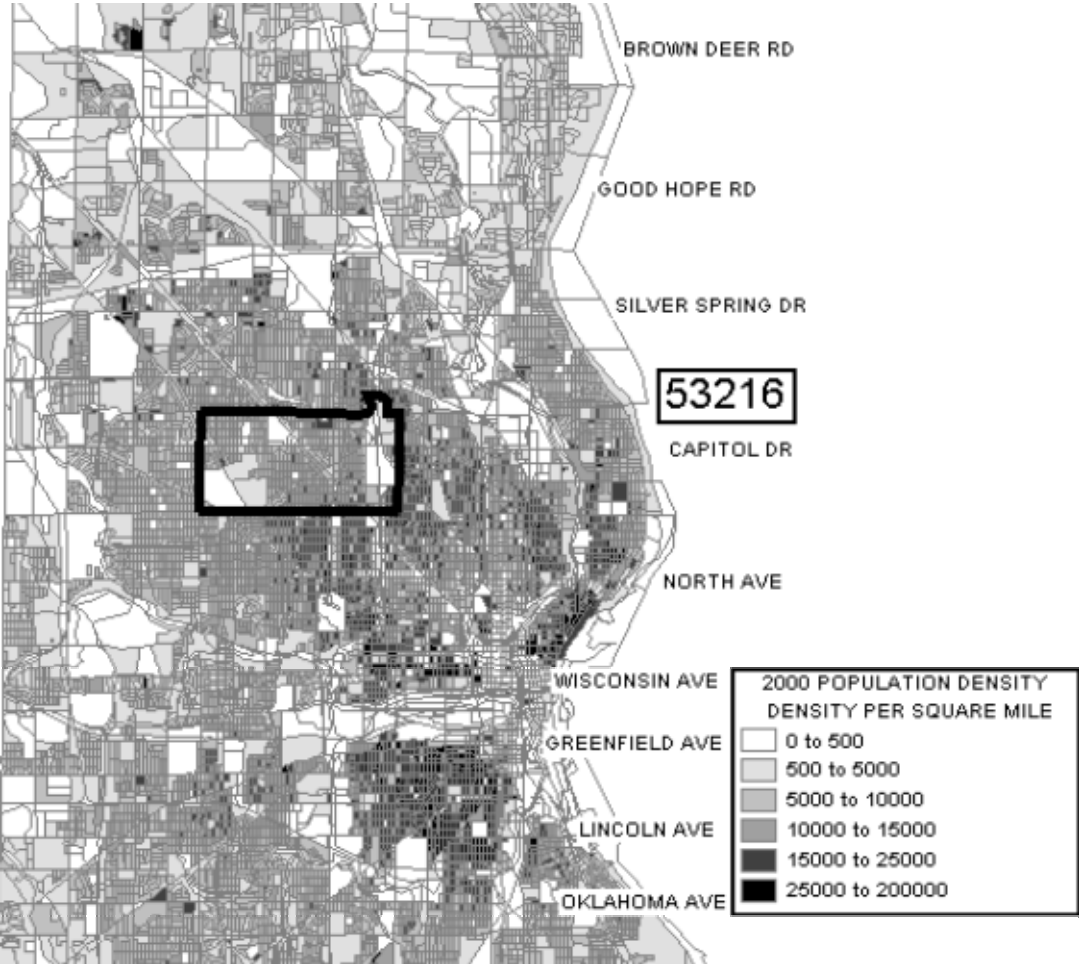 BROWN DEER RD
GOOD HOPE RD
SILVER SPRING DR
53216
CAPITOL DR
NORTH AVE
WISCONSIN AVE
GREENFIELD AVE
LINCOLN AVE
OKLAHOMA AVE
2000 POPULATION DENSITY
DENSITY PER SQUARE MILE
0 to 500
500 to 5000
5000 to 10000
10000 to 15000
15000 to 25000
25000 to 200000